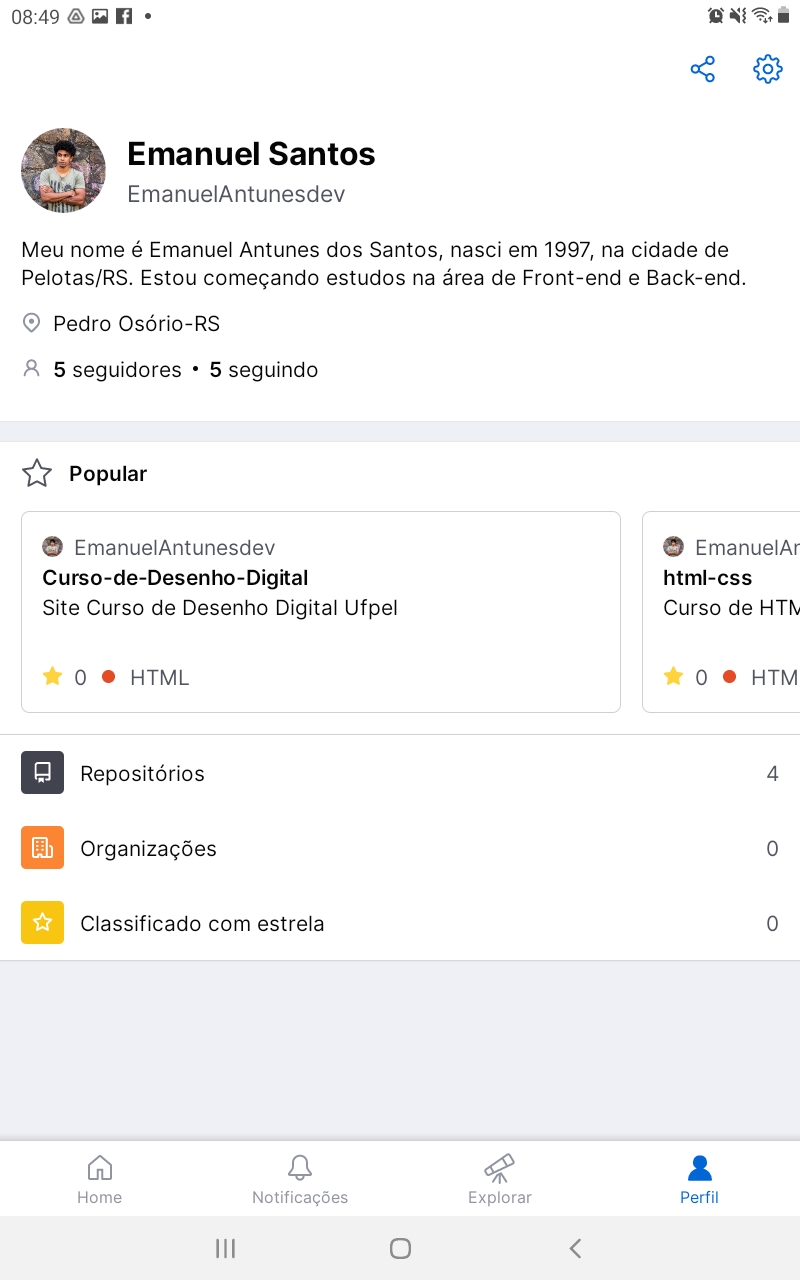 08:49
Emanuel Santos
EmanuelAntunesdev
Meu nome é Emanuel Antunes dos Santos, nasci em 1997, na cidade de
Pelotas/RS. Estou começando estudos na área de Front-end e Back-end.
Pedro Osório-RS
5 seguidores • 5 seguindo
Popular
EmanuelAntunesdev
Curso-de-Desenho-Digital
Site Curso de Desenho Digital Ufpel
0 HTML
EmanuelAr
html-css
Curso de HTM
0 HTM
Repositórios 4
Organizações 0
Classificado com estrela 0
Home
Notificações
Explorar
Perfil